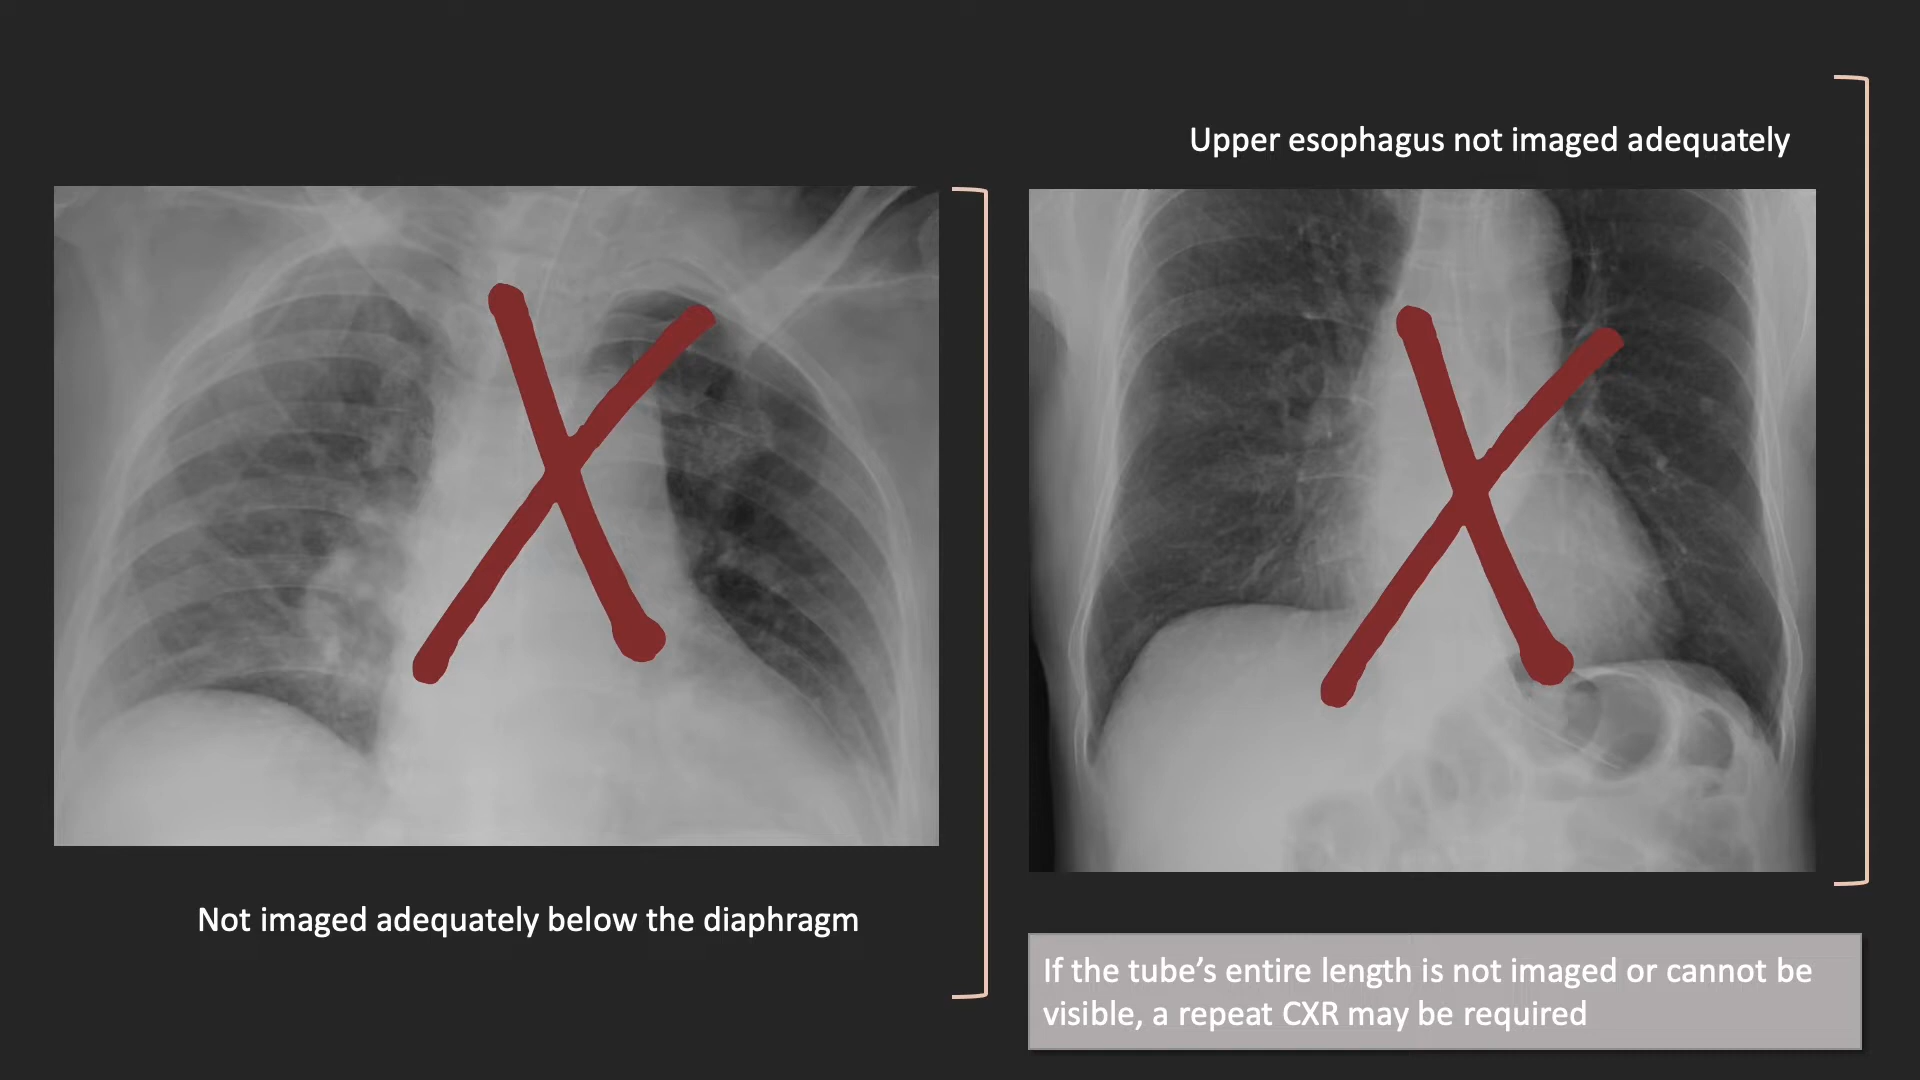 Upper esophagus not imaged adequately
Not imaged adequately below the diaphragm
If the tube’s entire length is not imaged or cannot be
visible, a repeat CXR may be required